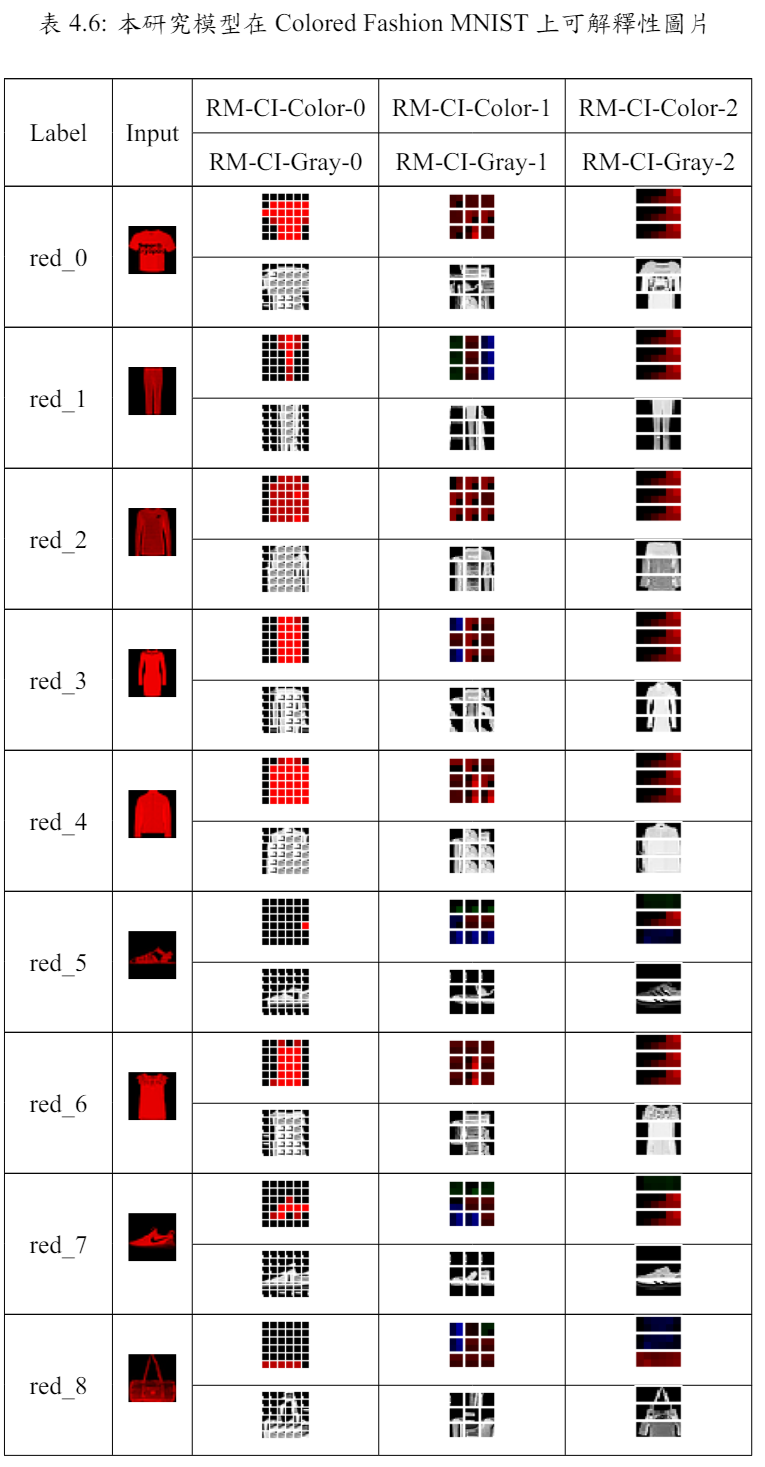 表 4.6: 本研究模型在 Colored Fashion MNIST 上可解釋性圖片
Label Input RM-CI-Color-0 RM-CI-Color-1 RM-CI-Color-2
RM-CI-Gray-0 RM-CI-Gray-1 RM-CI-Gray-2
red_0
red_1
red_2
red_3
red_4
red_5
red_6
red_7
red_8